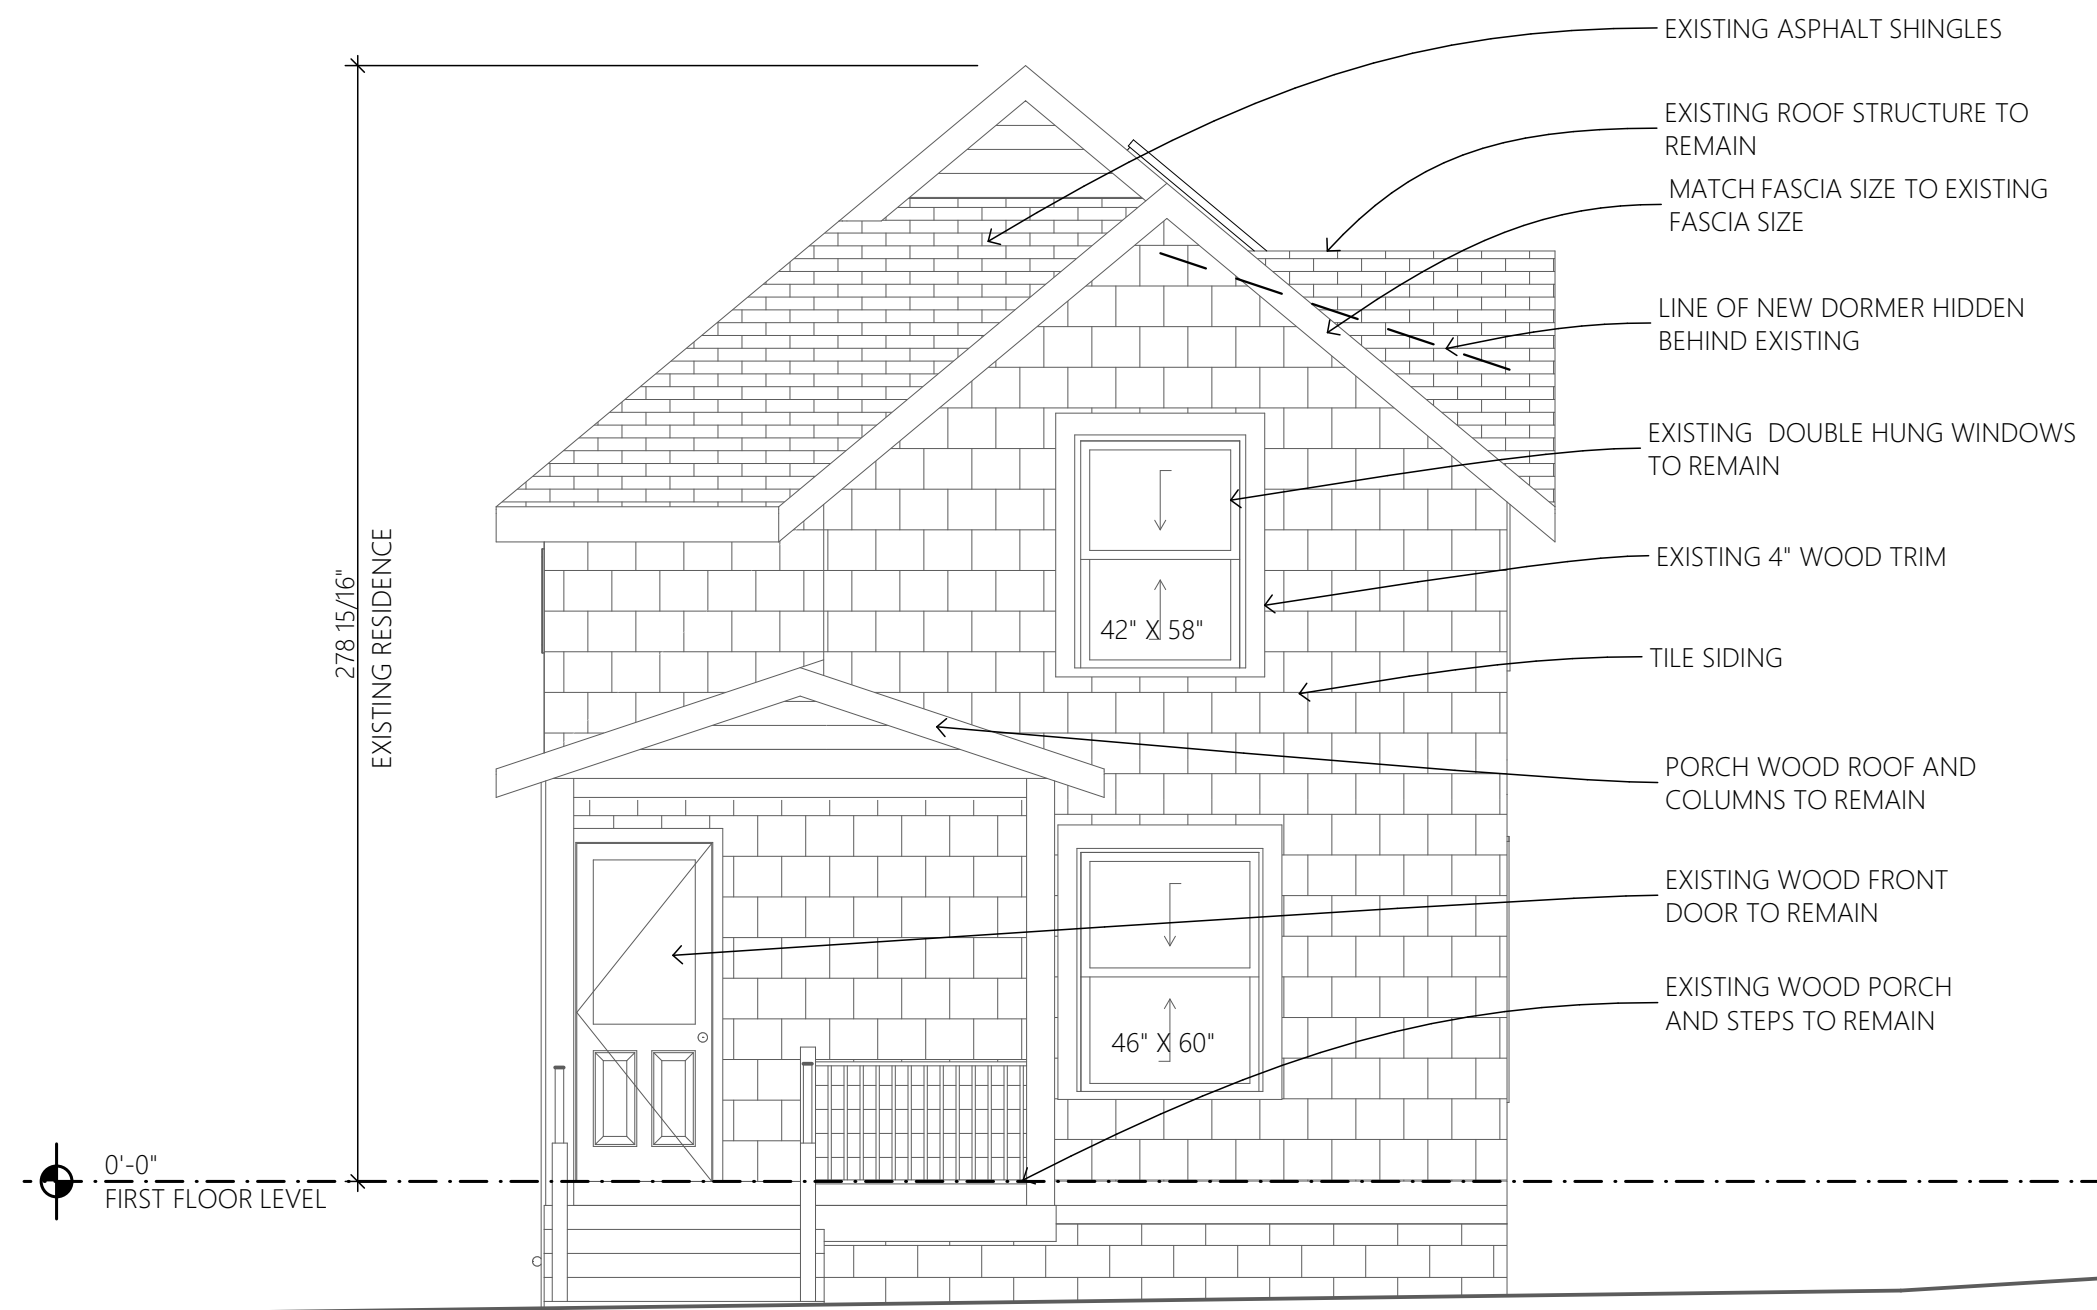 EXISTING ASPHALT SHINGLES
EXISTING ROOF STRUCTURE TO
REMAIN
MATCH FASCIA SIZE TO EXISTING
FASCIA SIZE
LINE OF NEW DORMER HIDDEN
BEHIND EXISTING
EXISTING DOUBLE HUNG WINDOWS
TO REMAIN
EXISTING 4" WOOD TRIM
TILE SIDING
PORCH WOOD ROOF AND
COLUMNS TO REMAIN
EXISTING WOOD FRONT
DOOR TO REMAIN
EXISTING WOOD PORCH
AND STEPS TO REMAIN
278 15/16"
EXISTING RESIDENCE
42" X 58"
46" X 60"
0'-0"
FIRST FLOOR LEVEL